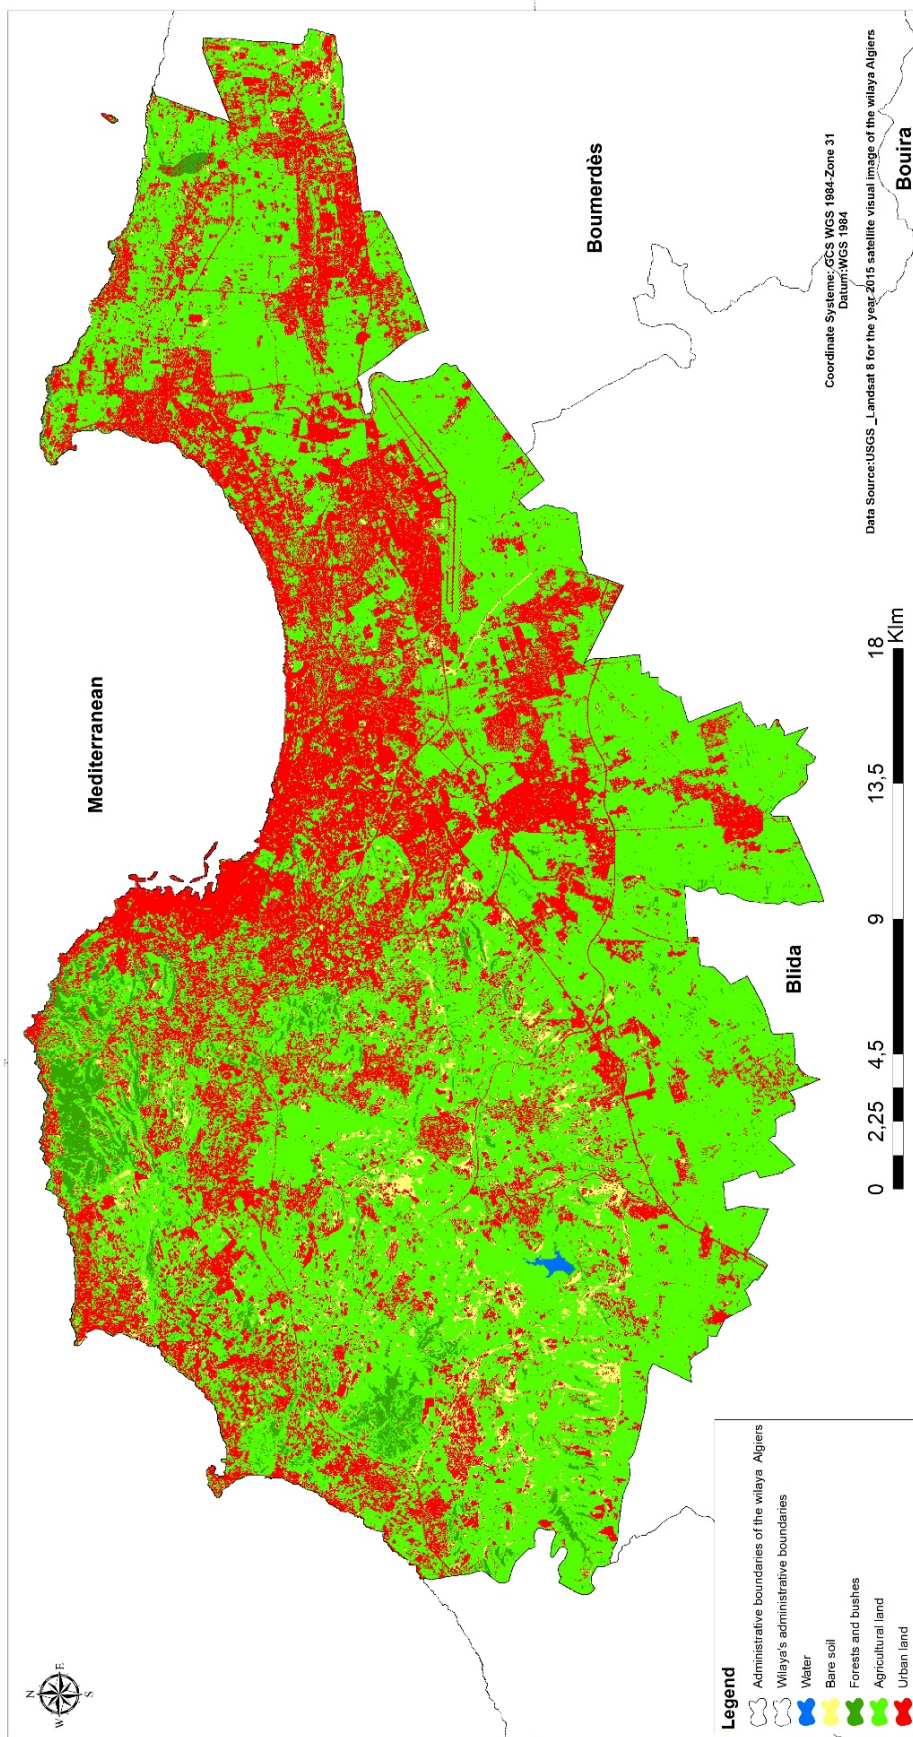 N
W
E
S
Mediterranean
Boumerdès
Blida
Bouira
Coordinate Systeme: GCS WGS 1984-Zone 31
Datum:WGS 1984
Data Source:USGS _Landsat 8 for the year 2015 satellite visual image of the wilaya Algiers
0 2,25 4,5 9 13,5 18
Klm
Legend
Administrative boundaries of the wilaya Algiers
Wilaya's administrative boundaries
Water
Bare soil
Forests and bushes
Agricultural land
Urban land